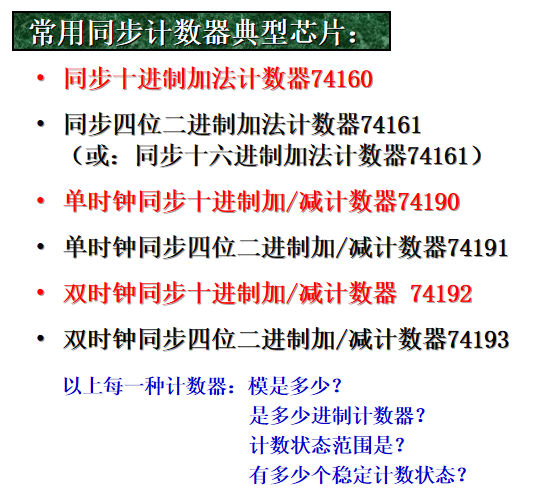 常用同步计数器典型芯片：
• 同步十进制加法计数器74160
• 同步四位二进制加法计数器74161
（或：同步十六进制加法计数器74161）
• 单时钟同步十进制加/减计数器74190
• 单时钟同步四位二进制加/减计数器74191
• 双时钟同步十进制加/减计数器 74192
• 双时钟同步四位二进制加/减计数器74193
以上每一种计数器：模是多少？
是多少进制计数器？
计数状态范围是？
有多少个稳定计数状态？